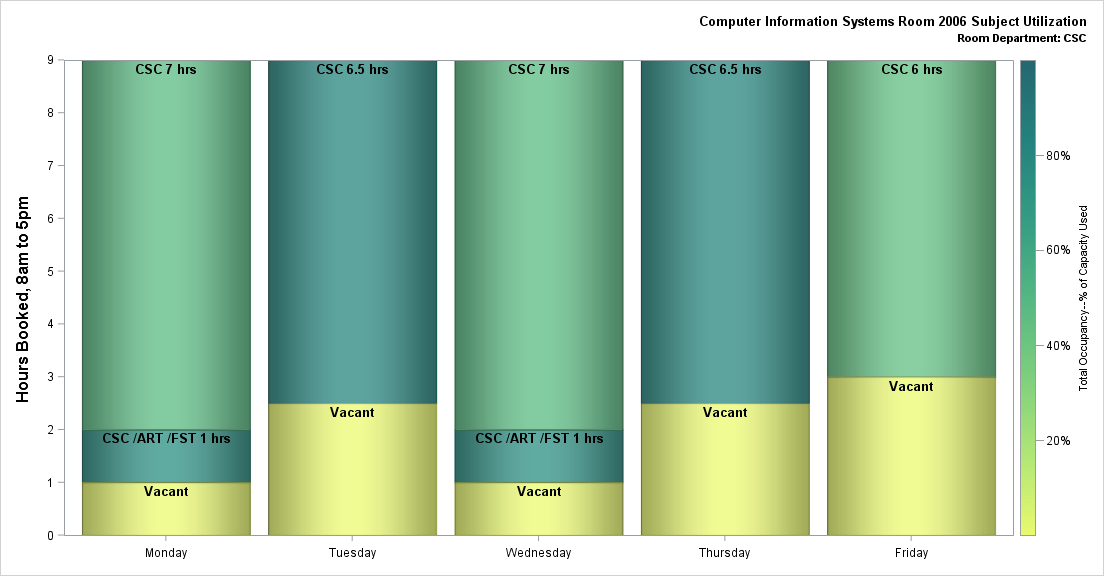 Computer Information Systems Room 2006 Subject Utilization
Room Department: CSC
Hours Booked, 8am to 5pm
9
8
7
6
5
4
3
2
1
0
CSC 7 hrs
CSC /ART /FST 1 hrs
Vacant
CSC 6.5 hrs
Vacant
CSC 7 hrs
CSC /ART /FST 1 hrs
Vacant
CSC 6.5 hrs
Vacant
CSC 6 hrs
Vacant
Monday
Tuesday
Wednesday
Thursday
Friday
80%
60%
40%
20%
Total Occupancy--% of Capacity Used